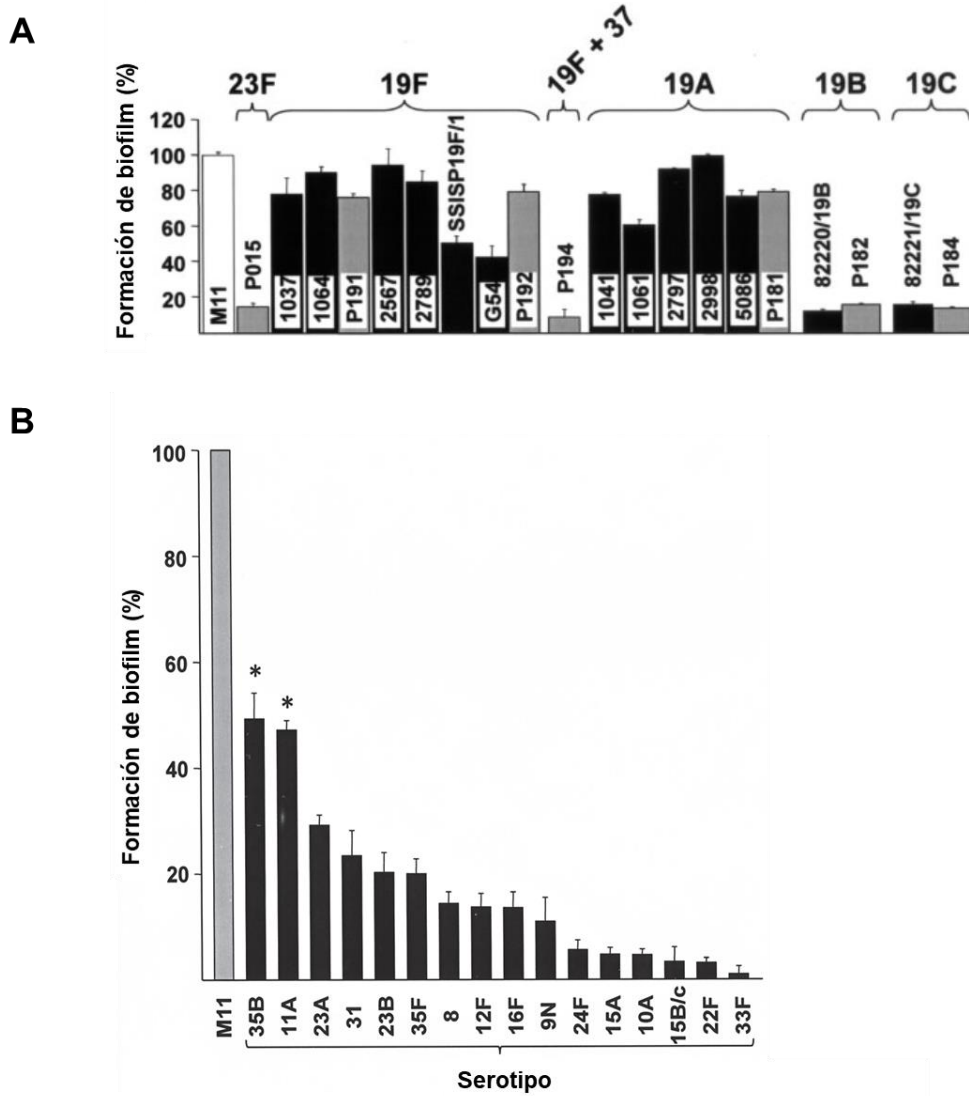 A
23F 19F 19F + 37 19A 19B 19C
Formación de biofilm (%)
120
100
80
60
40
20
M11
P015
1037
1064
P191
2567
2789
SSISP19F/1
G54
P192
P194
1041
1061
2797
2998
5086
P181
82220/19B
P182
82221/19C
P184
B
Formación de biofilm (%)
100
80
60
40
20
* *
M11
35B
11A
23A
31
23B
35F
8
12F
16F
9N
24F
15A
10A
15B/c
22F
33F
Serotipo